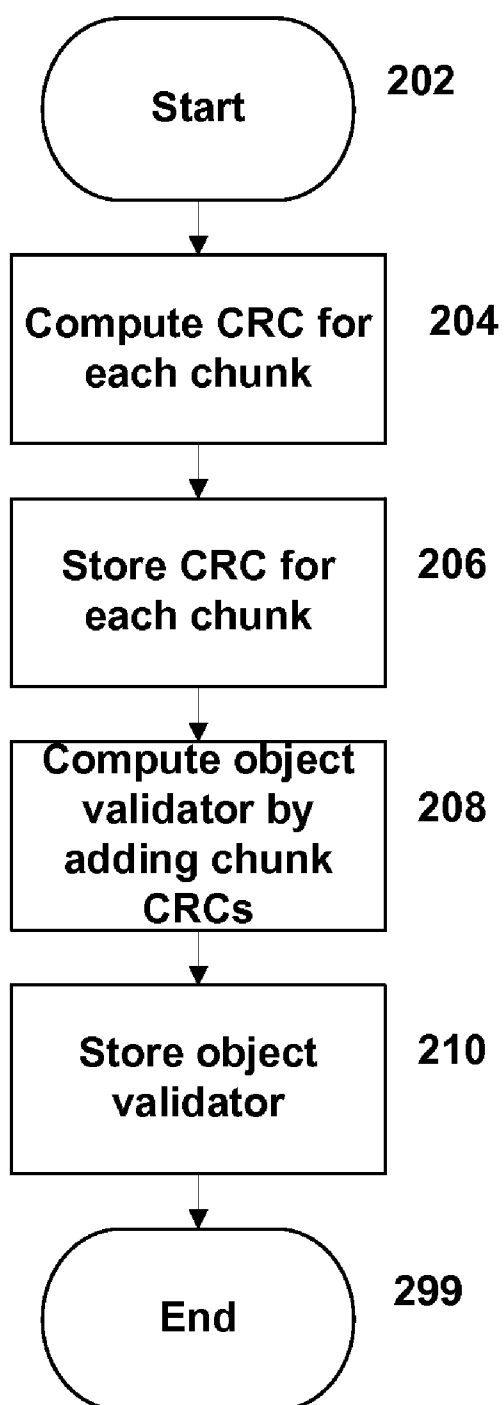 Start
202
Compute CRC for
each chunk
204
Store CRC for
each chunk
206
Compute object
validator by
adding chunk
CRCs
208
Store object
validator
210
End
299